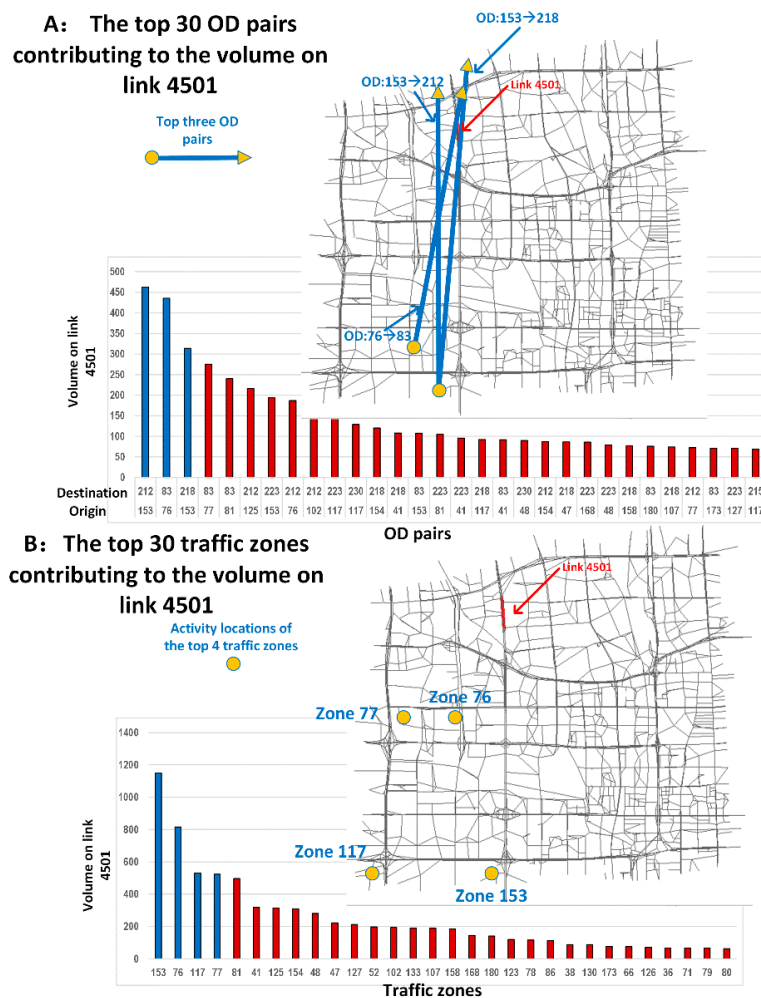 A： The top 30 OD pairs
contributing to the volume on
link 4501
OD:153→218
OD:153→212
Link 4501
Top three OD
pairs
OD:76→83
Volume on link
4501
500
450
400
350
300
250
200
150
100
50
0
Destination 212 83 218 83 83 212 223 212 212 223 230 218 218 83 223 223 223 83 230 212 212 223 223 218 83 212 212 83 223 215
Origin 153 76 153 77 81 125 153 76 102 117 117 154 41 153 81 41 117 41 48 154 47 168 48 158 180 107 77 173 127 117
OD pairs
B： The top 30 traffic zones
contributing to the volume on
link 4501
Link 4501
Activity locations of
the top 4 traffic zones
Zone 77
Zone 76
Zone 117
Zone 153
Volume on link
4501
1400
1200
1000
800
600
400
200
0
153 76 117 77 81 41 125 154 48 47 127 52 102 133 107 158 168 180 123 78 86 38 130 173 66 126 36 71 79 80
Traffic zones